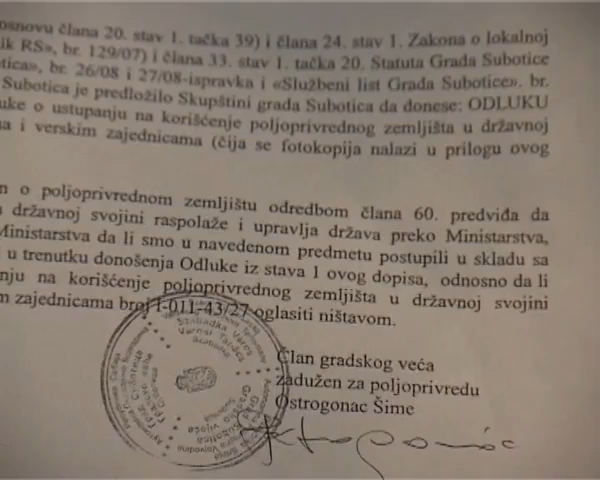 osnovu člana 20. stav 1. tačka 39) i člana 24. stav 1. Zakona o lokalnoj
ik RS», br. 129/07) i člana 33. stav 1. tačka 20. Statuta Grada Subotice
tica», br. 26/08 i 27/08-ispravka i «Službeni list Grada Subotice». br.
Subotica je predložilo Skupštini grada Subotica da donese: ODLUKU
luke o ustupanju na korišćenje poljoprivrednog zemljišta u državnoj
na i verskim zajednicama (čija se fotokopija nalazi u prilogu ovog
n o poljoprivrednom zemljištu odredbom člana 60. predviđa da
u državnoj svojini raspolaže i upravlja država preko Ministarstva,
Ministarstva da li smo u navedenom predmetu postupili u skladu sa
u trenutku donošenja Odluke iz stava 1 ovog dopisa, odnosno da li
nju na korišćenje poljoprivrednog zemljišta u državnoj svojini
m zajednicama broj I-011-43/27 oglasiti ništavom.
Član gradskog veća
zadužen za poljoprivredu
Ostrogonac Šime